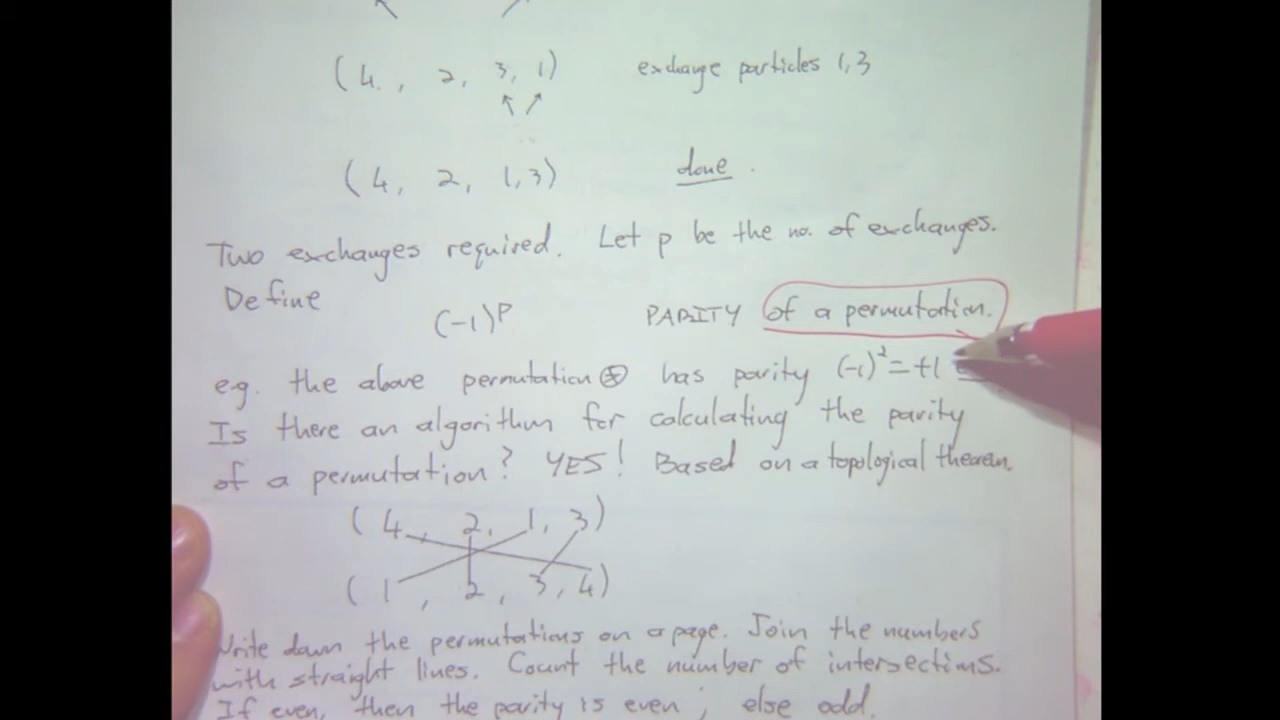 (4, 2, 3, 1) exchange particles 1,3
(4, 2, 1, 3) done.
Two exchanges required. Let p be the no. of exchanges.
Define
(-1)^p PARITY of a permutation.
e.g. the above permutation ⊛ has parity (-1)^2 = +1
Is there an algorithm for calculating the parity
of a permutation? YES! Based on a topological theorem.
(4, 2, 1, 3)
(1, 2, 3, 4)
Write down the permutations on a page. Join the numbers
with straight lines. Count the number of intersections.
If even, then the parity is even; else odd.